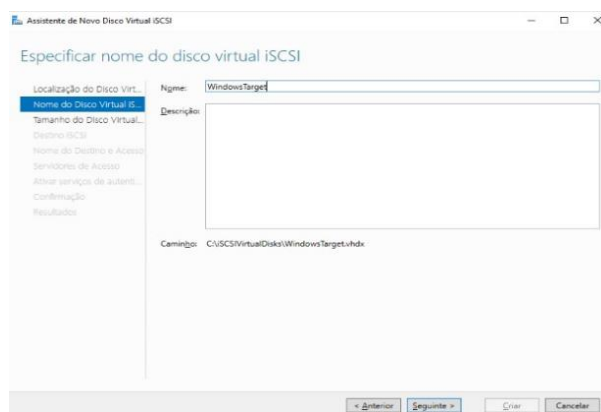 Assistente de Novo Disco Virtual iSCSI
Especificar nome do disco virtual iSCSI
Localização do Disco Virt...
Nome do Disco Virtual iS...
Tamanho do Disco Virtual...
Destino iSCSI
Nome do Destino e Acesso
Servidores de Acesso
Ativar serviços de autenti...
Confirmação
Resultados
Nome: WindowsTarget
Descrição:
Caminho: C:\iSCSIVirtualDisks\WindowsTarget.vhdx
< Anterior Seguinte > Criar Cancelar